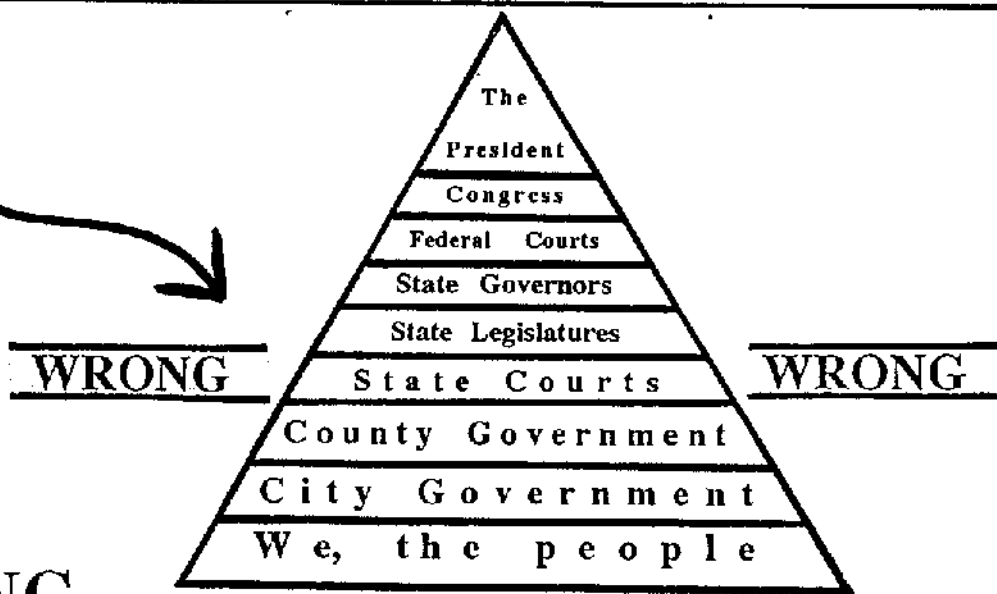 The
President
Congress
Federal Courts
State Governors
State Legislatures
WRONG
State Courts
WRONG
County Government
City Government
We, the people